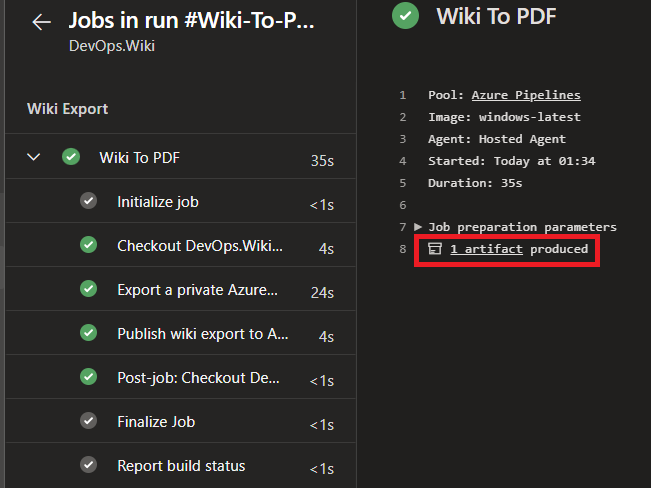 Jobs in run #Wiki-To-P...
DevOps.Wiki
Wiki Export
Wiki To PDF 35s
Initialize job <1s
Checkout DevOps.Wiki... 4s
Export a private Azure... 24s
Publish wiki export to A... 4s
Post-job: Checkout De... <1s
Finalize Job <1s
Report build status <1s
Wiki To PDF
1 Pool: Azure Pipelines
2 Image: windows-latest
3 Agent: Hosted Agent
4 Started: Today at 01:34
5 Duration: 35s
6
7 Job preparation parameters
8 1 artifact produced